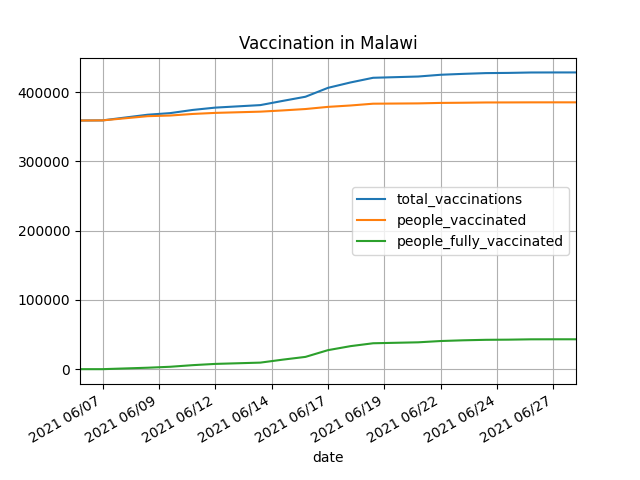 Vaccination in Malawi
400000
300000
200000
100000
0
total_vaccinations
people_vaccinated
people_fully_vaccinated
2021 06/07
2021 06/09
2021 06/12
2021 06/14
2021 06/17
2021 06/19
2021 06/22
2021 06/24
2021 06/27
date